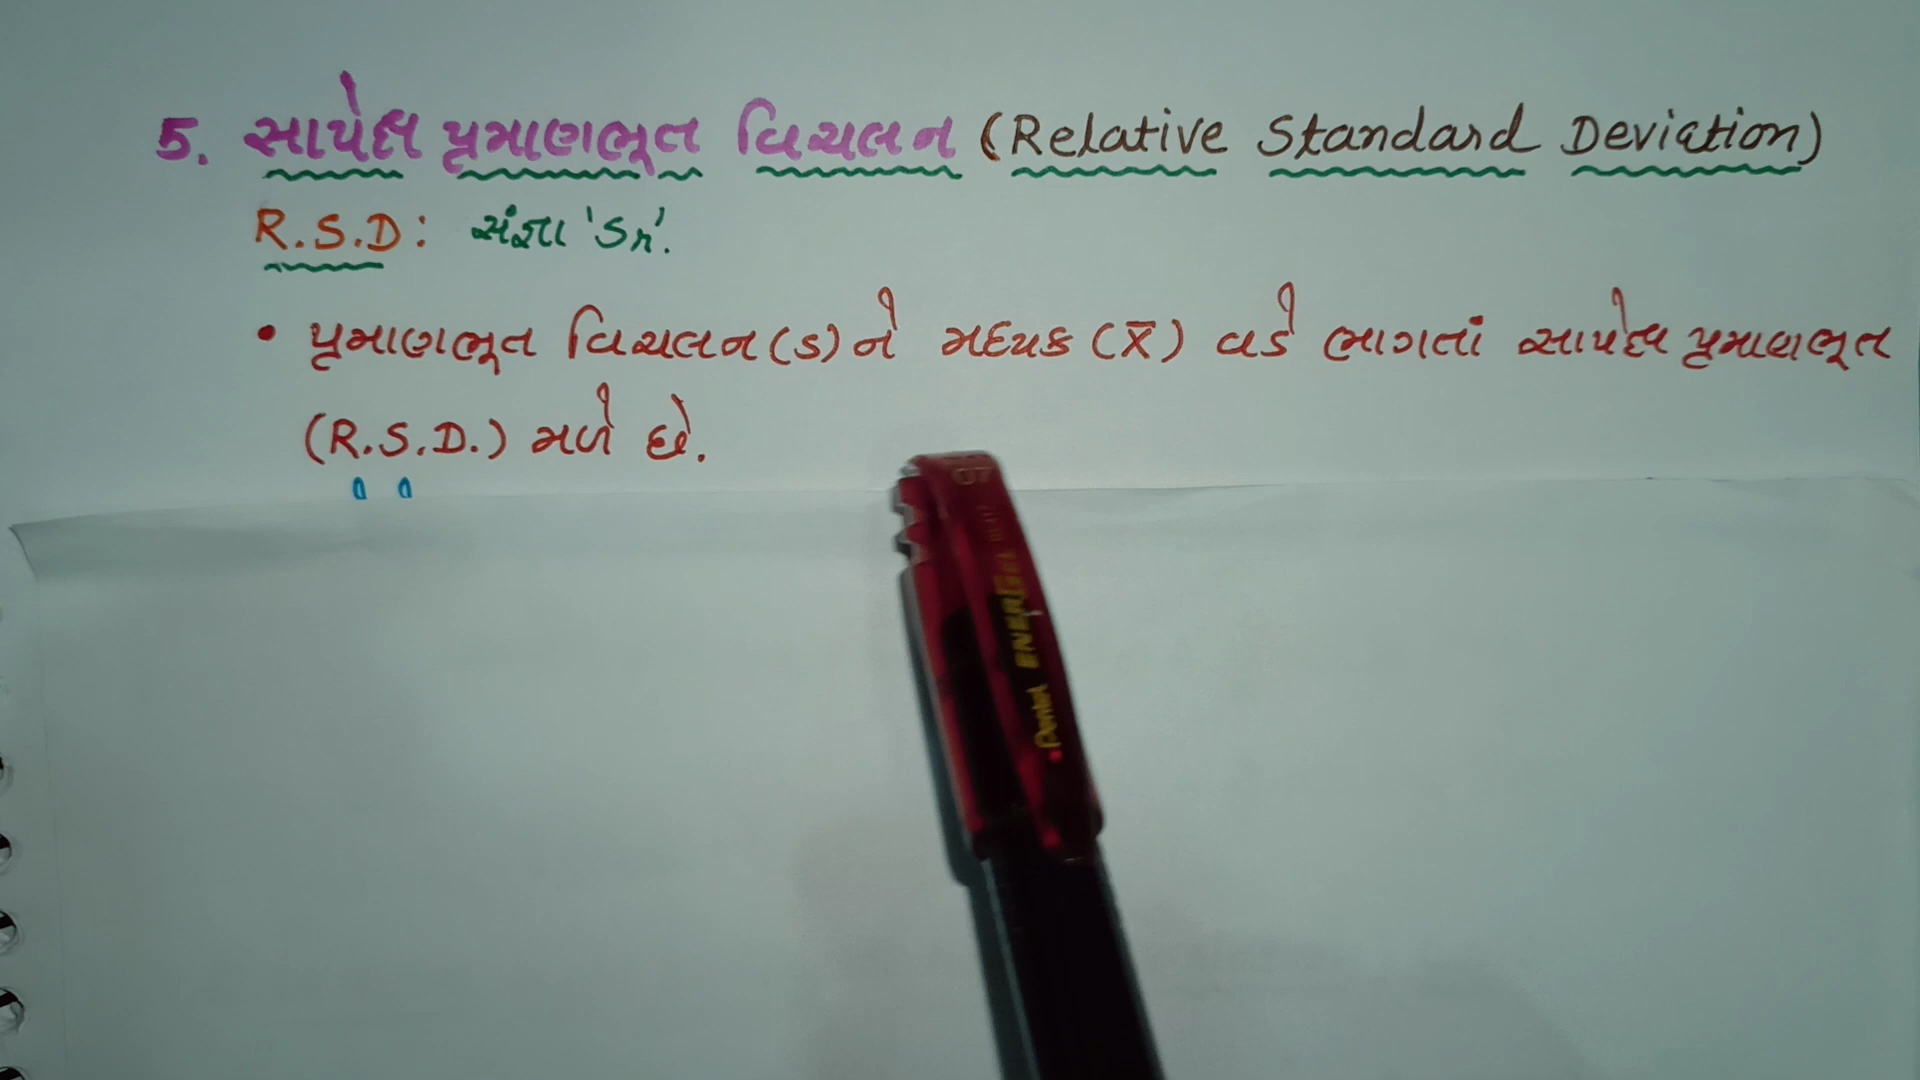 5. સાપેક્ષ પ્રમાણભૂત વિચલન (Relative Standard Deviation)
R.S.D : સંજ્ઞા 'Sr'.
• પ્રમાણભૂત વિચલન (s) ને મધ્યક (x̄) વડે ભાગતાં સાપેક્ષ પ્રમાણભૂત
(R.S.D.) મળે છે.
07
Pentel ENERGEL